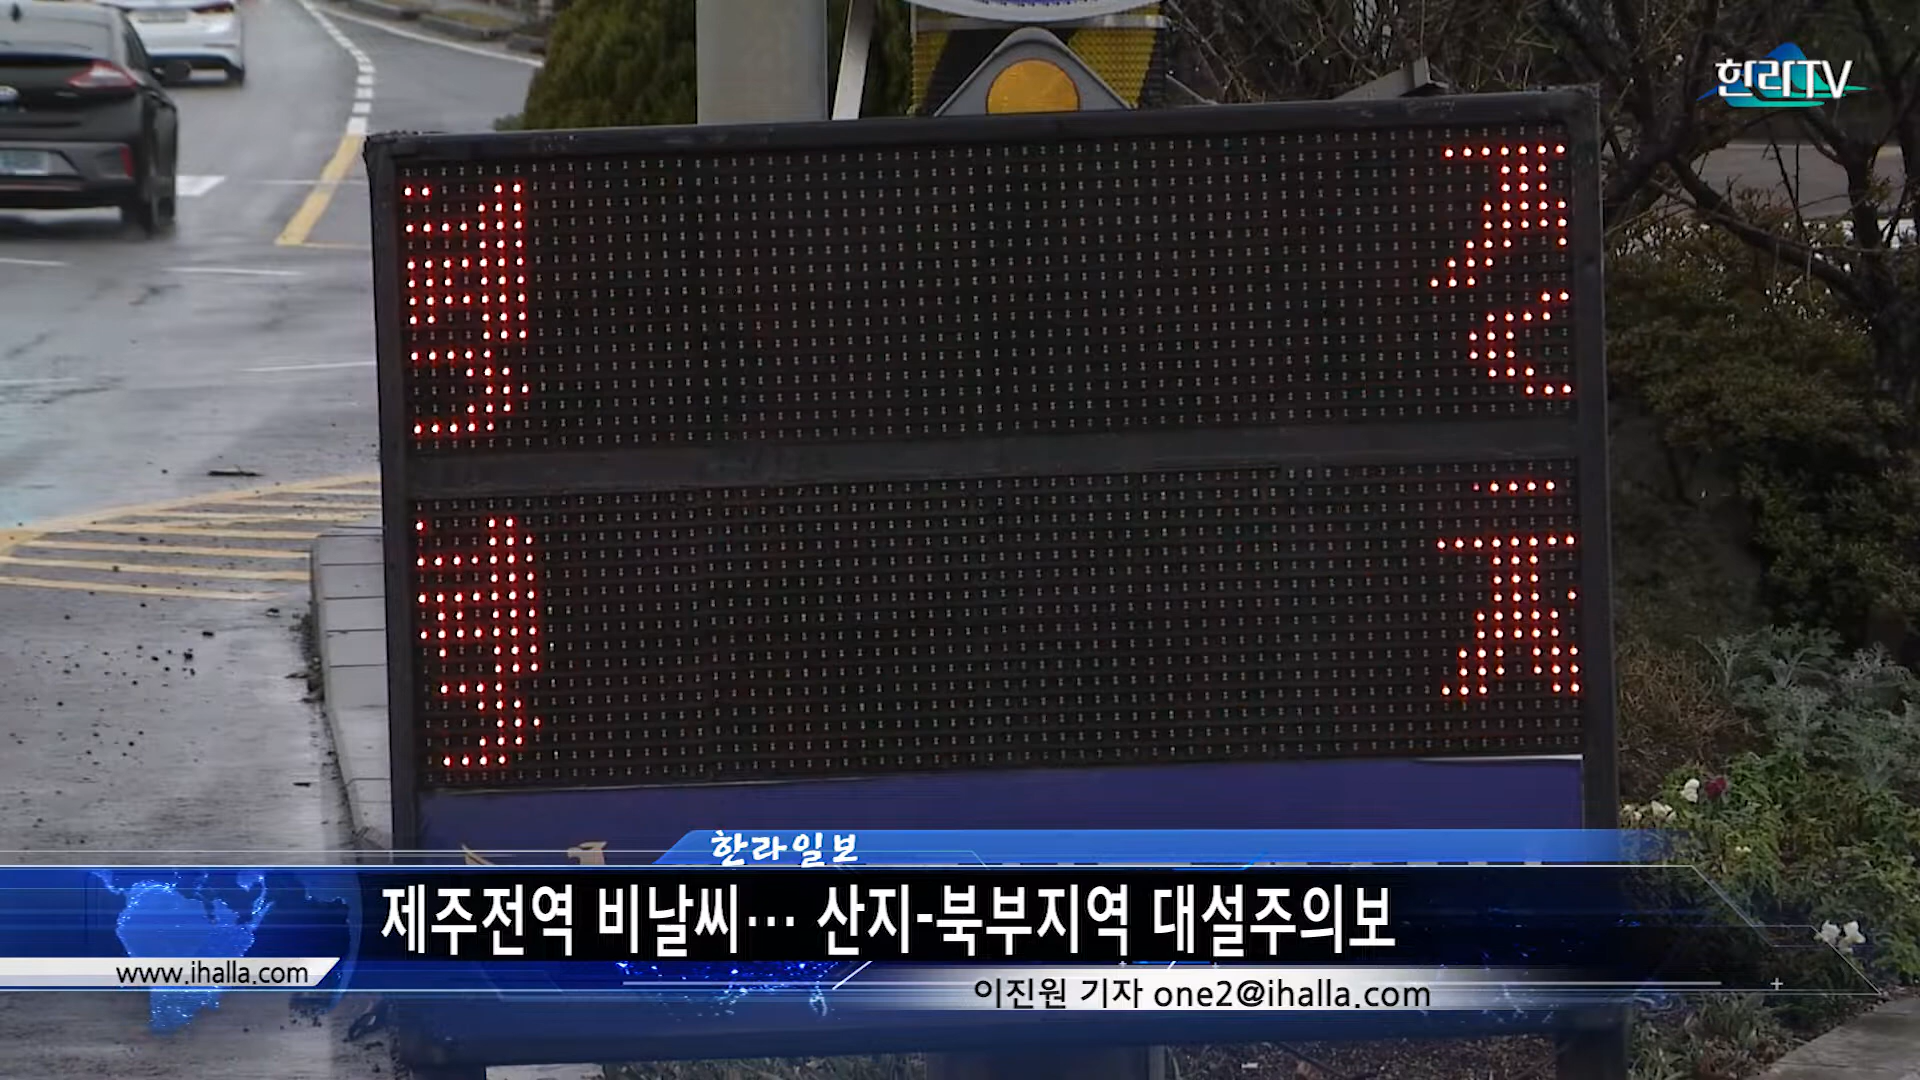 한라TV
한라일보
제주전역 비날씨… 산지-북부지역 대설주의보
www.ihalla.com
이진원 기자 one2@ihalla.com